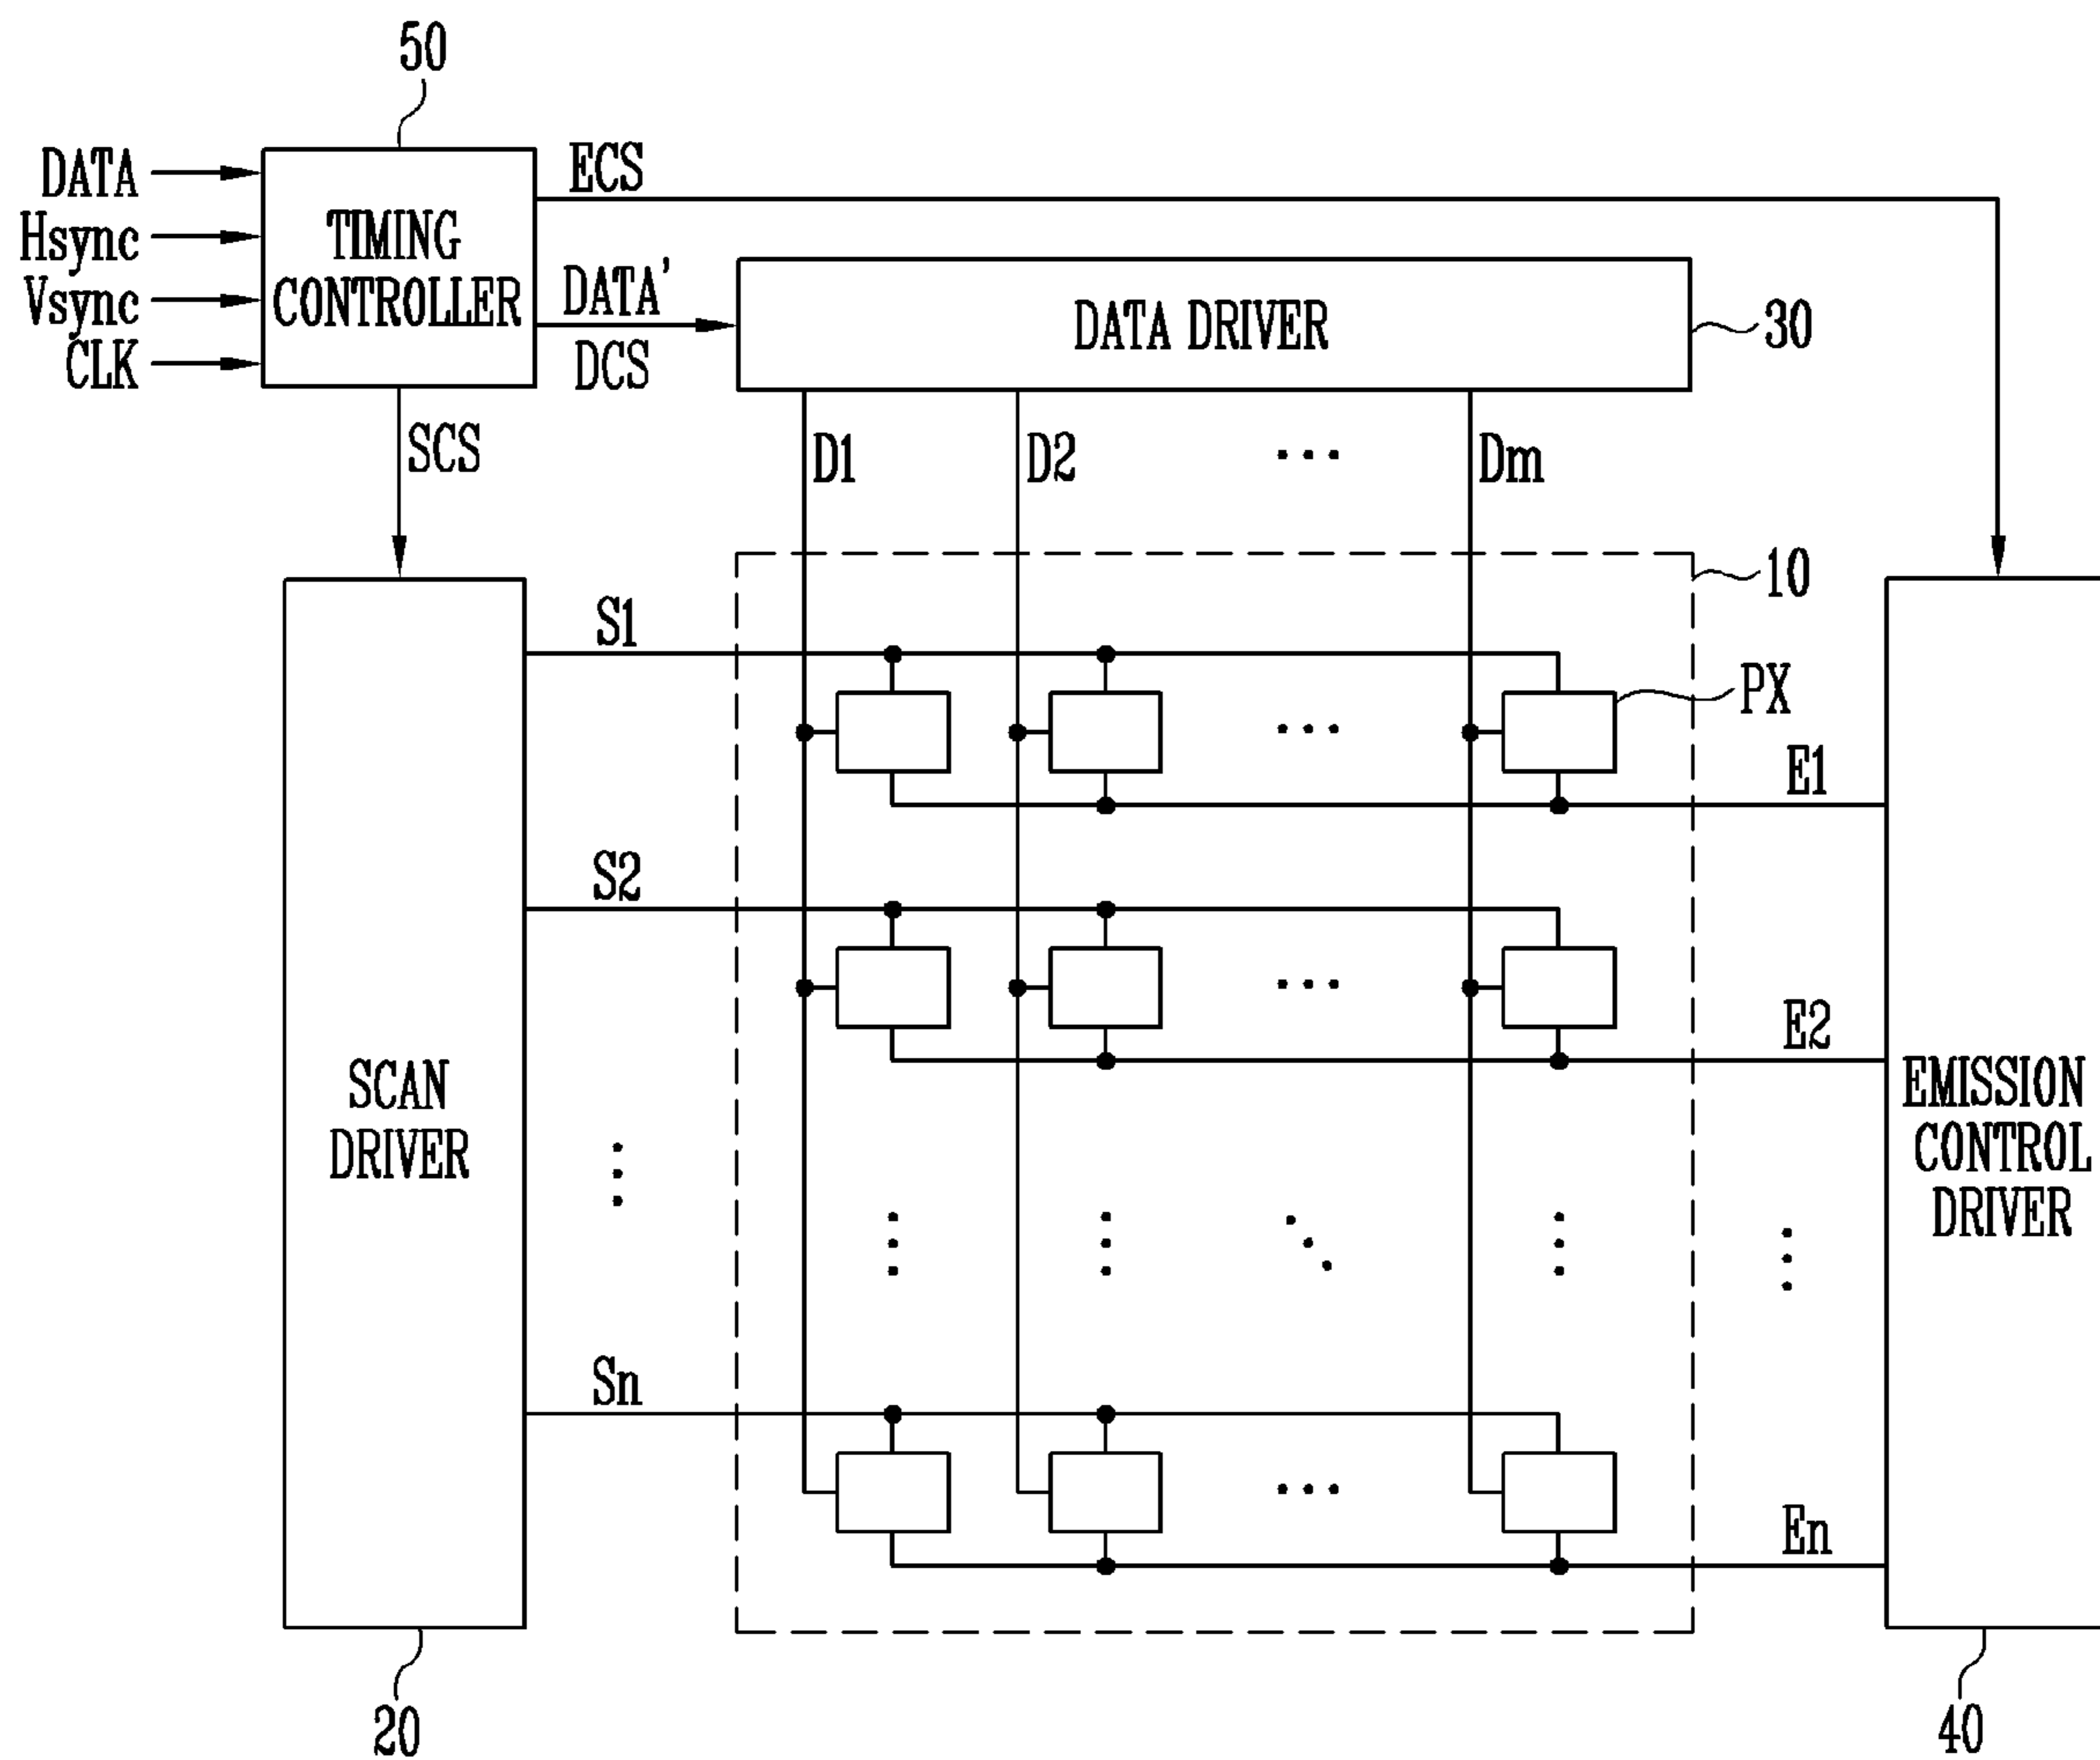 50
DATA
Hsync
Vsync
CLK
TIMING
CONTROLLER
ECS
DATA'
DCS
DATA DRIVER
30
SCS
D1
D2
Dm
10
S1
PX
E1
S2
E2
SCAN
DRIVER
EMISSION
CONTROL
DRIVER
Sn
En
20
40